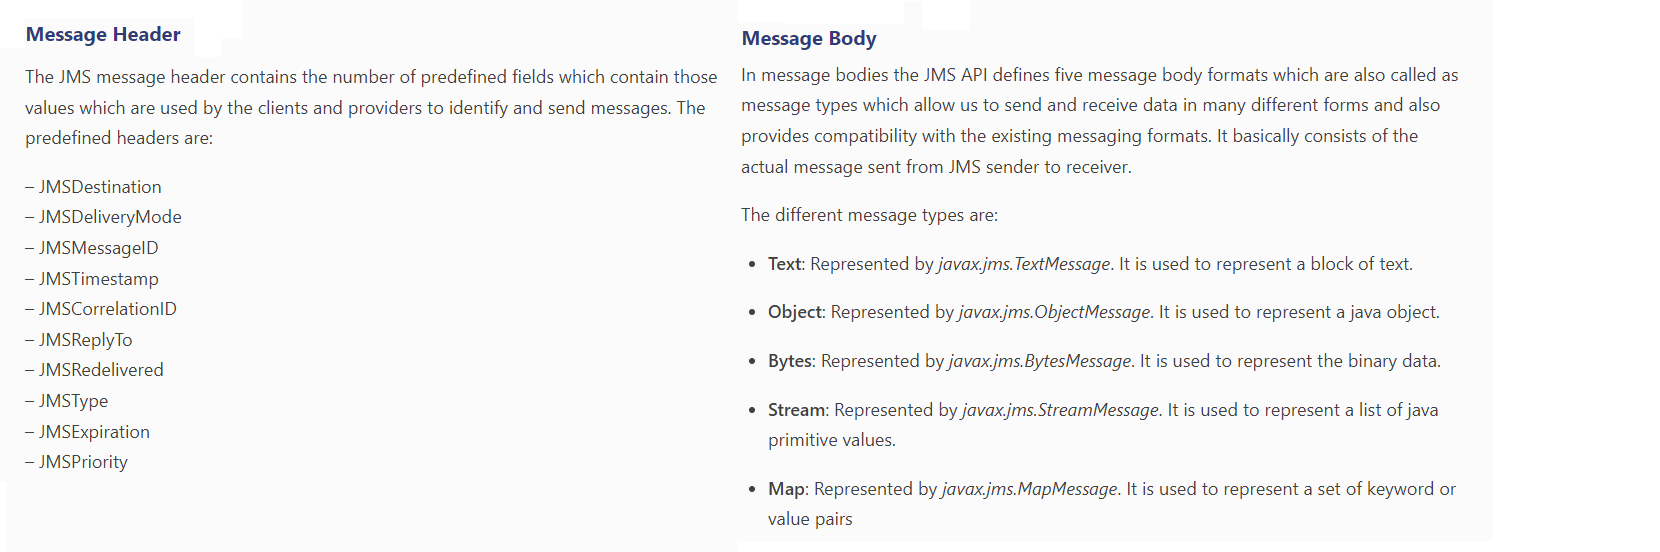 Message Header
The JMS message header contains the number of predefined fields which contain those
values which are used by the clients and providers to identify and send messages. The
predefined headers are:
– JMSDestination
– JMSDeliveryMode
– JMSMessageID
– JMSTimestamp
– JMSCorrelationID
– JMSReplyTo
– JMSRedelivered
– JMSType
– JMSExpiration
– JMSPriority
Message Body
In message bodies the JMS API defines five message body formats which are also called as
message types which allow us to send and receive data in many different forms and also
provides compatibility with the existing messaging formats. It basically consists of the
actual message sent from JMS sender to receiver.
The different message types are:
• Text: Represented by javax.jms.TextMessage. It is used to represent a block of text.
• Object: Represented by javax.jms.ObjectMessage. It is used to represent a java object.
• Bytes: Represented by javax.jms.BytesMessage. It is used to represent the binary data.
• Stream: Represented by javax.jms.StreamMessage. It is used to represent a list of java
primitive values.
• Map: Represented by javax.jms.MapMessage. It is used to represent a set of keyword or
value pairs